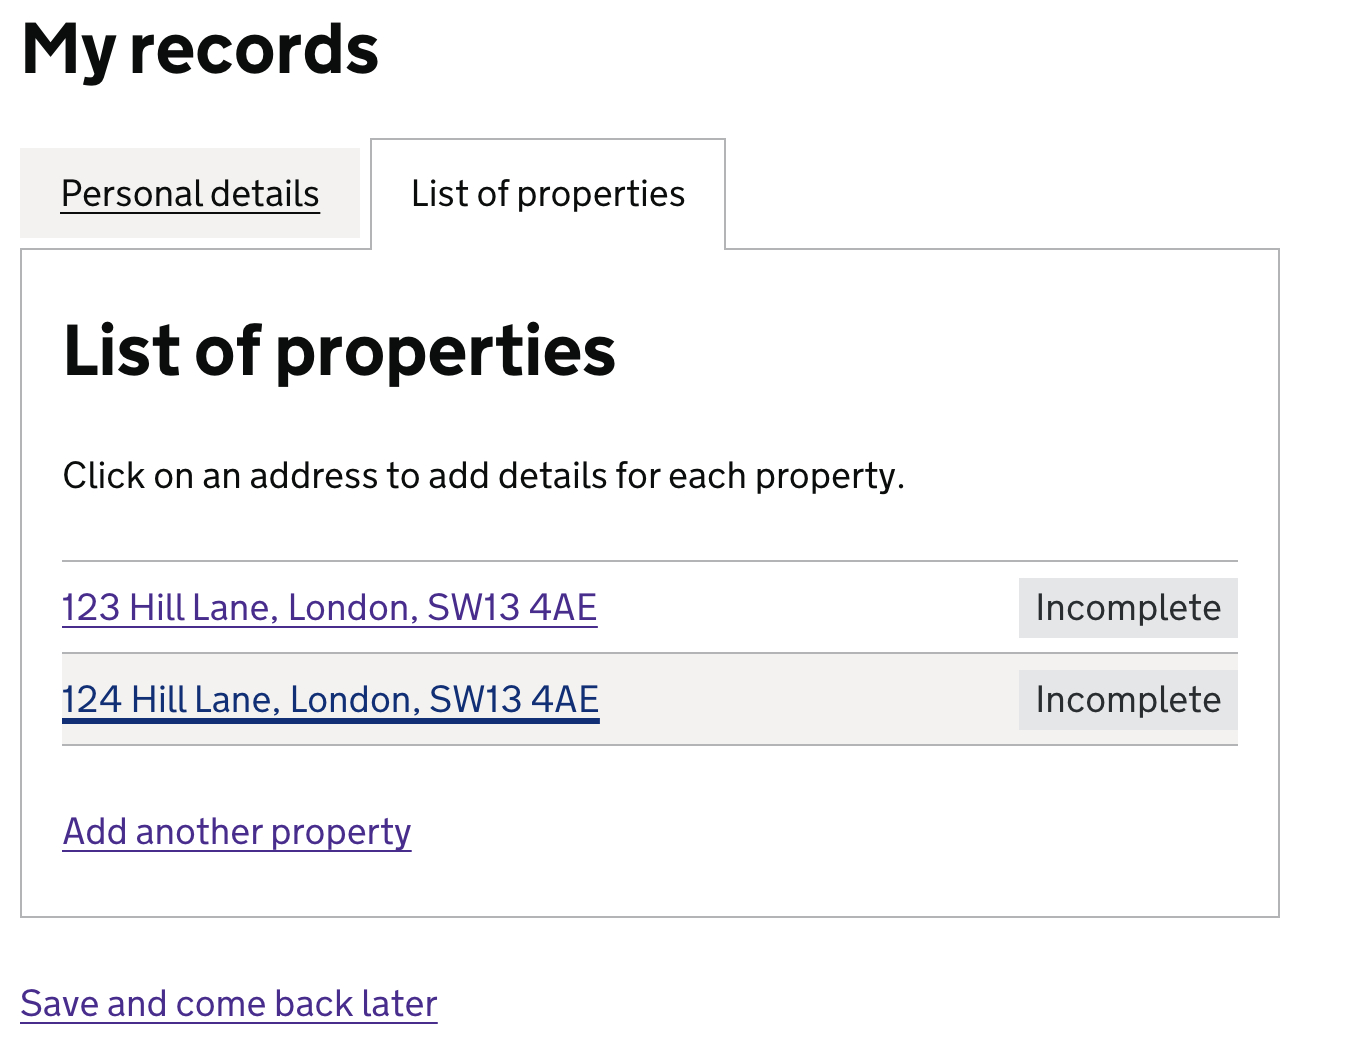 My records
Personal details
List of properties
List of properties
Click on an address to add details for each property.
123 Hill Lane, London, SW13 4AE
Incomplete
124 Hill Lane, London, SW13 4AE
Incomplete
Add another property
Save and come back later